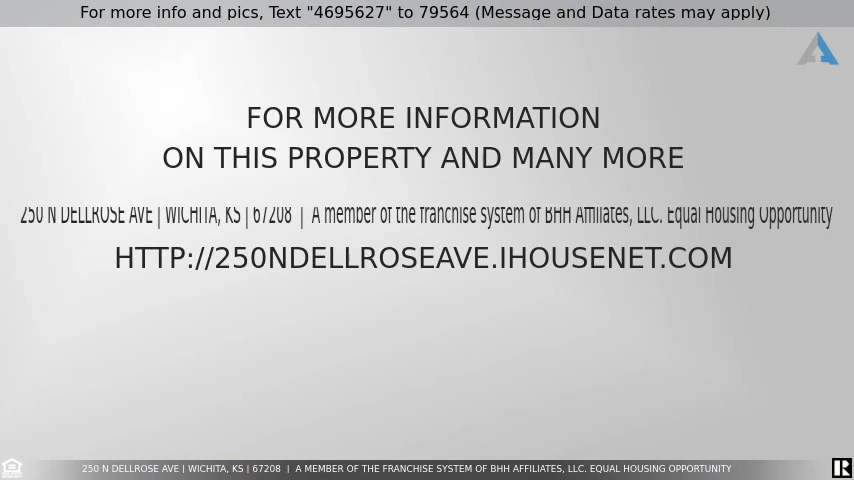 For more info and pics, Text "4695627" to 79564 (Message and Data rates may apply)
FOR MORE INFORMATION
ON THIS PROPERTY AND MANY MORE
250 N DELLROSE AVE | WICHITA, KS | 67208 | A member of the franchise system of BHH Affiliates, LLC. Equal Housing Opportunity
HTTP://250NDELLROSEAVE.IHOUSENET.COM
250 N DELLROSE AVE | WICHITA, KS | 67208 | A MEMBER OF THE FRANCHISE SYSTEM OF BHH AFFILIATES, LLC. EQUAL HOUSING OPPORTUNITY